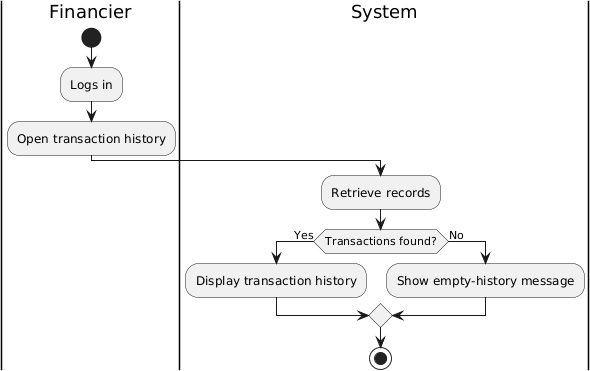 Financier
System
Logs in
Open transaction history
Retrieve records
Transactions found?
Yes
No
Display transaction history
Show empty-history message